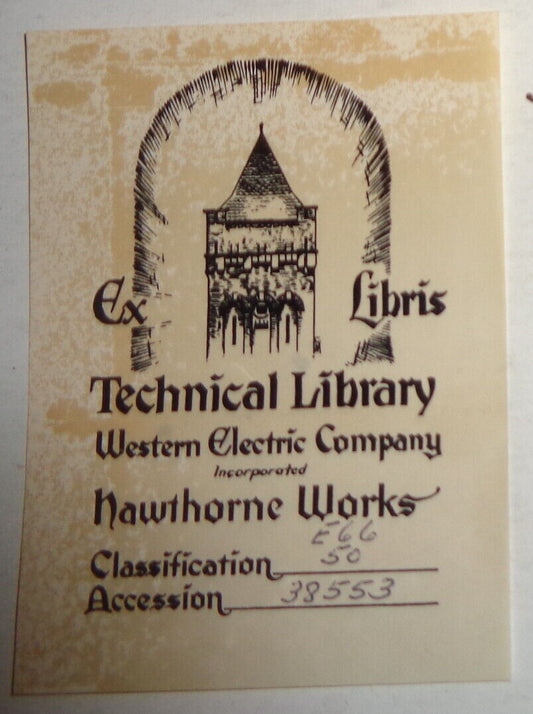 Ex Libris
Technical Library
Western Electric Company
Incorporated
Hawthorne Works
E66
Classification 50
Accession 38553